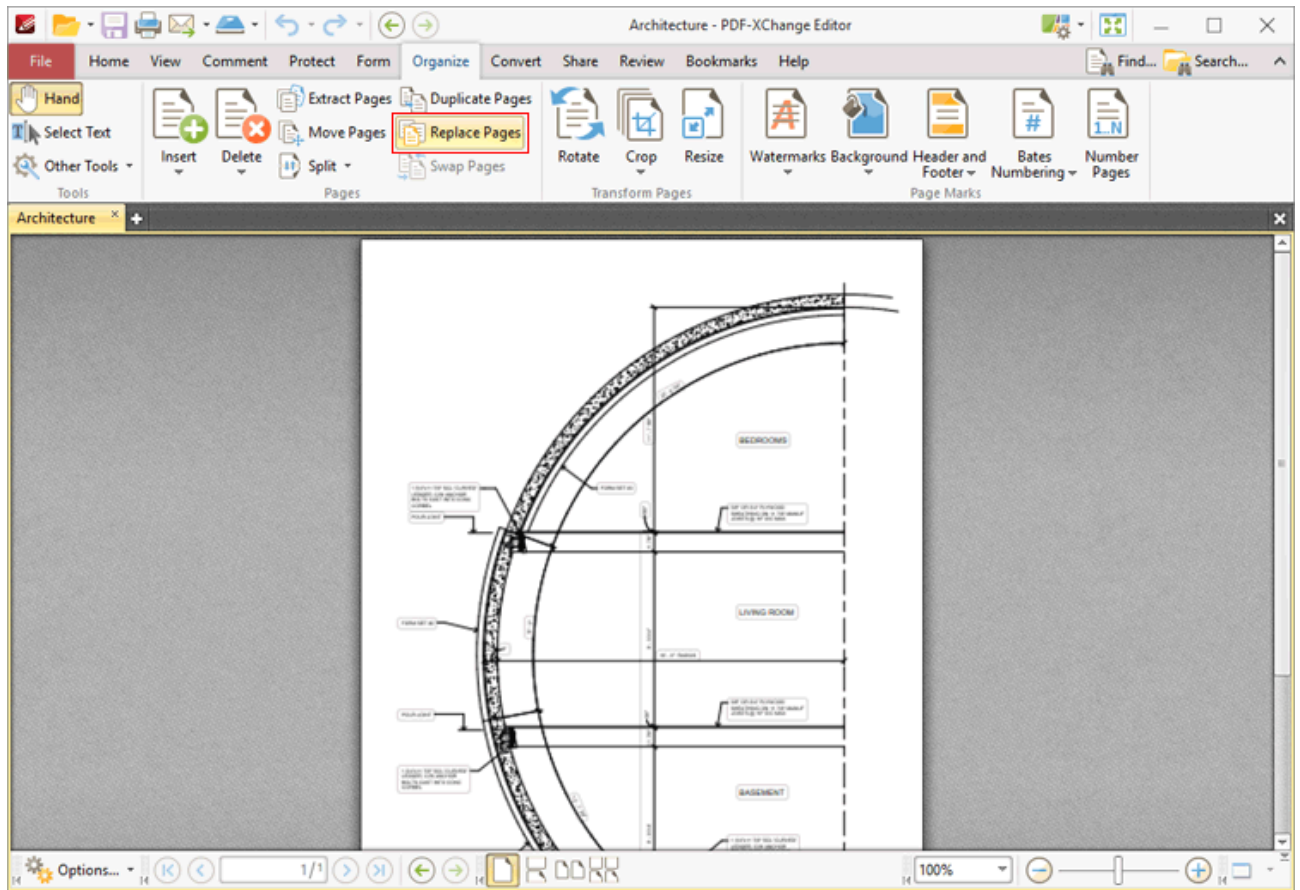 Architecture - PDF-XChange Editor
File Home View Comment Protect Form Organize Convert Share Review Bookmarks Help Find... Search...
Hand
Select Text
Other Tools
Tools
Insert
Delete
Extract Pages
Move Pages
Split
Duplicate Pages
Replace Pages
Swap Pages
Pages
Rotate
Crop
Resize
Transform Pages
Watermarks
Background
Header and
Footer
Bates
Numbering
Number
Pages
Page Marks
Architecture
BEDROOMS
LIVING ROOM
BASEMENT
Options...
1/1
100%